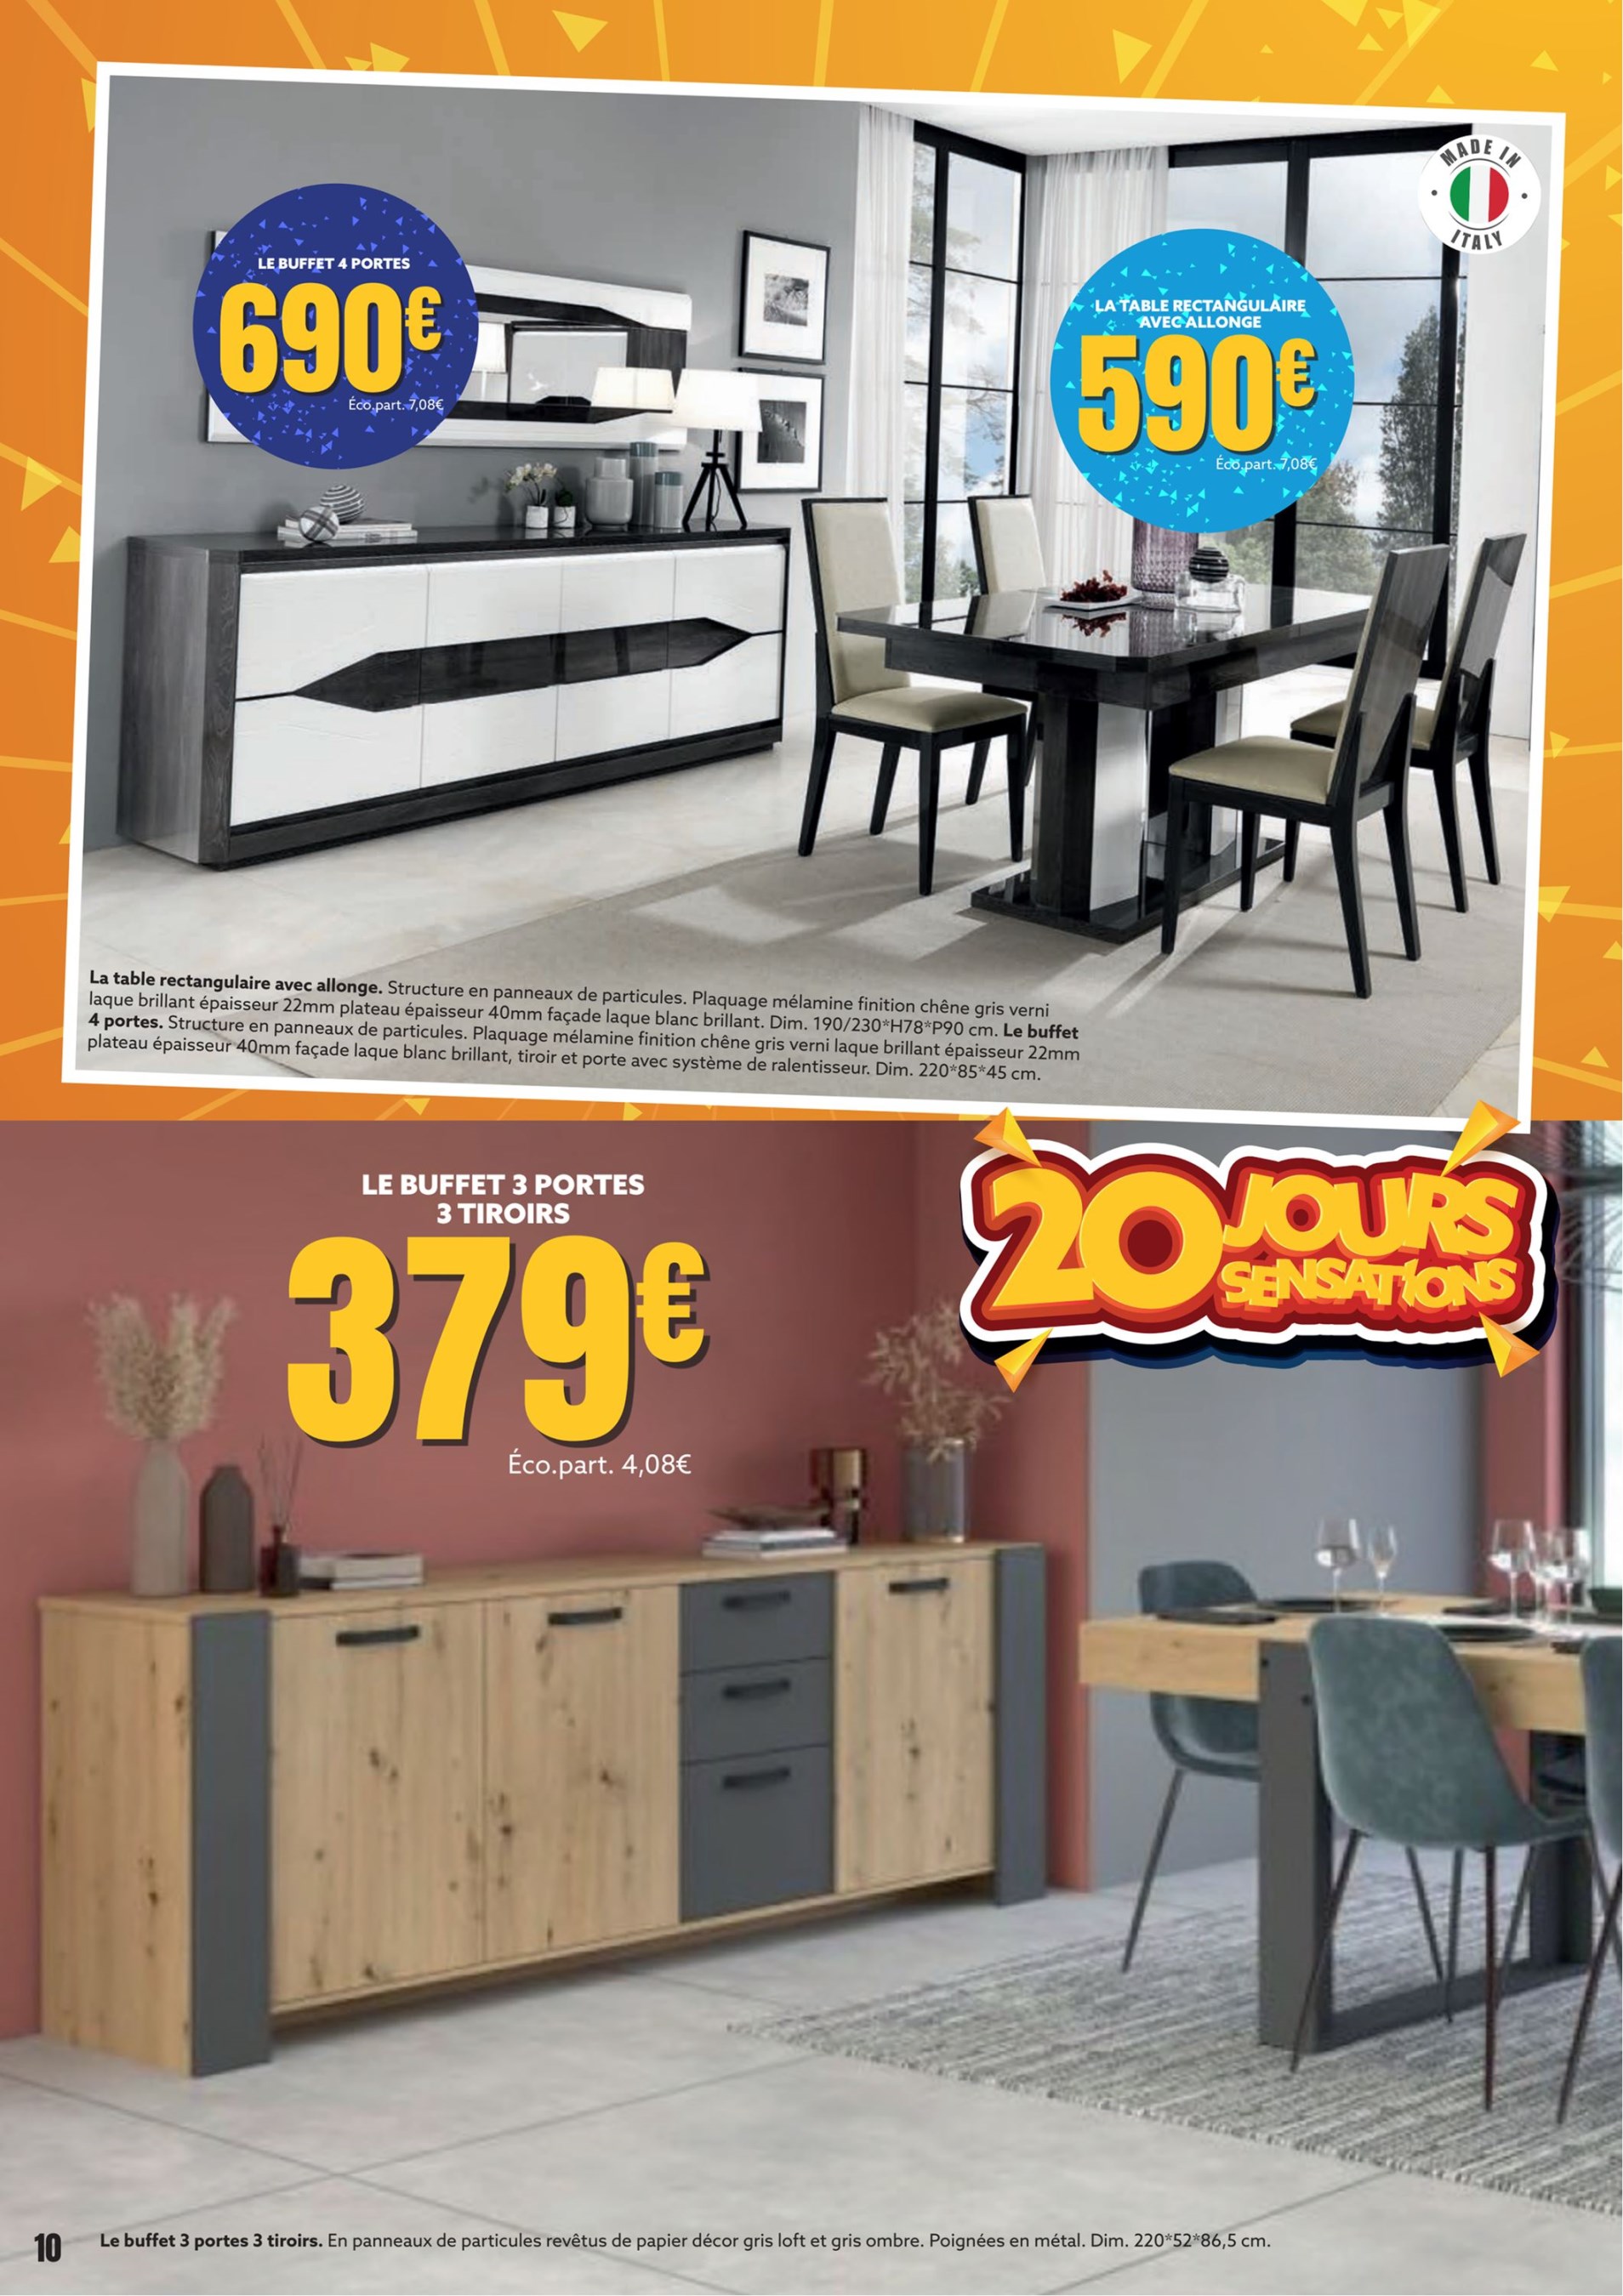 MADE IN
ITALY
LE BUFFET 4 PORTES
690€
Éco.part. 7,08€
LA TABLE RECTANGULAIRE
AVEC ALLONGE
590€
Éco.part. 7,08€
La table rectangulaire avec allonge. Structure en panneaux de particules. Plaquage mélamine finition chêne gris verni
laque brillant épaisseur 22mm plateau épaisseur 40mm façade laque blanc brillant. Dim. 190/230*H78*P90 cm. Le buffet
4 portes. Structure en panneaux de particules. Plaquage mélamine finition chêne gris verni laque brillant épaisseur 22mm
plateau épaisseur 40mm façade laque blanc brillant, tiroir et porte avec système de ralentisseur. Dim. 220*85*45 cm.
LE BUFFET 3 PORTES
3 TIROIRS
379€
Éco.part. 4,08€
20 JOURS
SENSATIONS
10
Le buffet 3 portes 3 tiroirs. En panneaux de particules revêtus de papier décor gris loft et gris ombre. Poignées en métal. Dim. 220*52*86,5 cm.